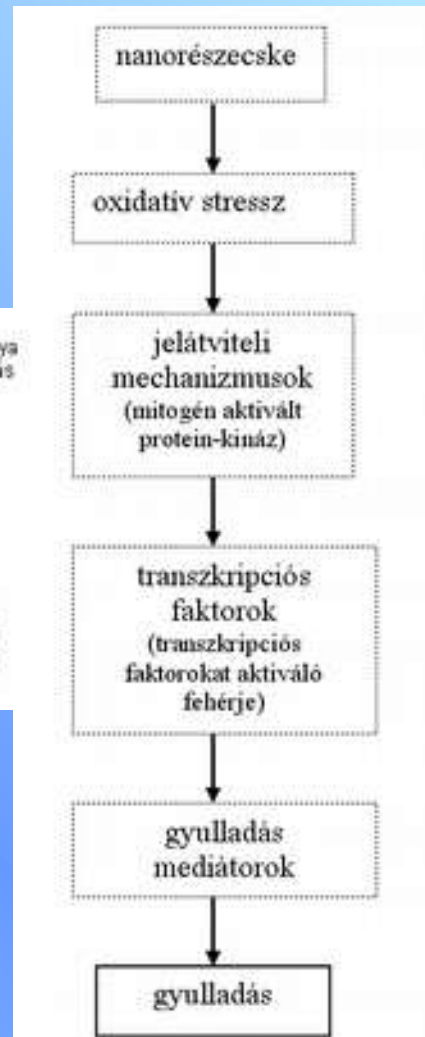 nanorészecske
oxidatív stressz
jelátviteli
mechanizmusok
(mitogén aktivált
protein-kináz)
transzkripciós
faktorok
(transzkripciós
faktorokat aktiváló
fehérje)
gyulladás
mediátorok
gyulladás